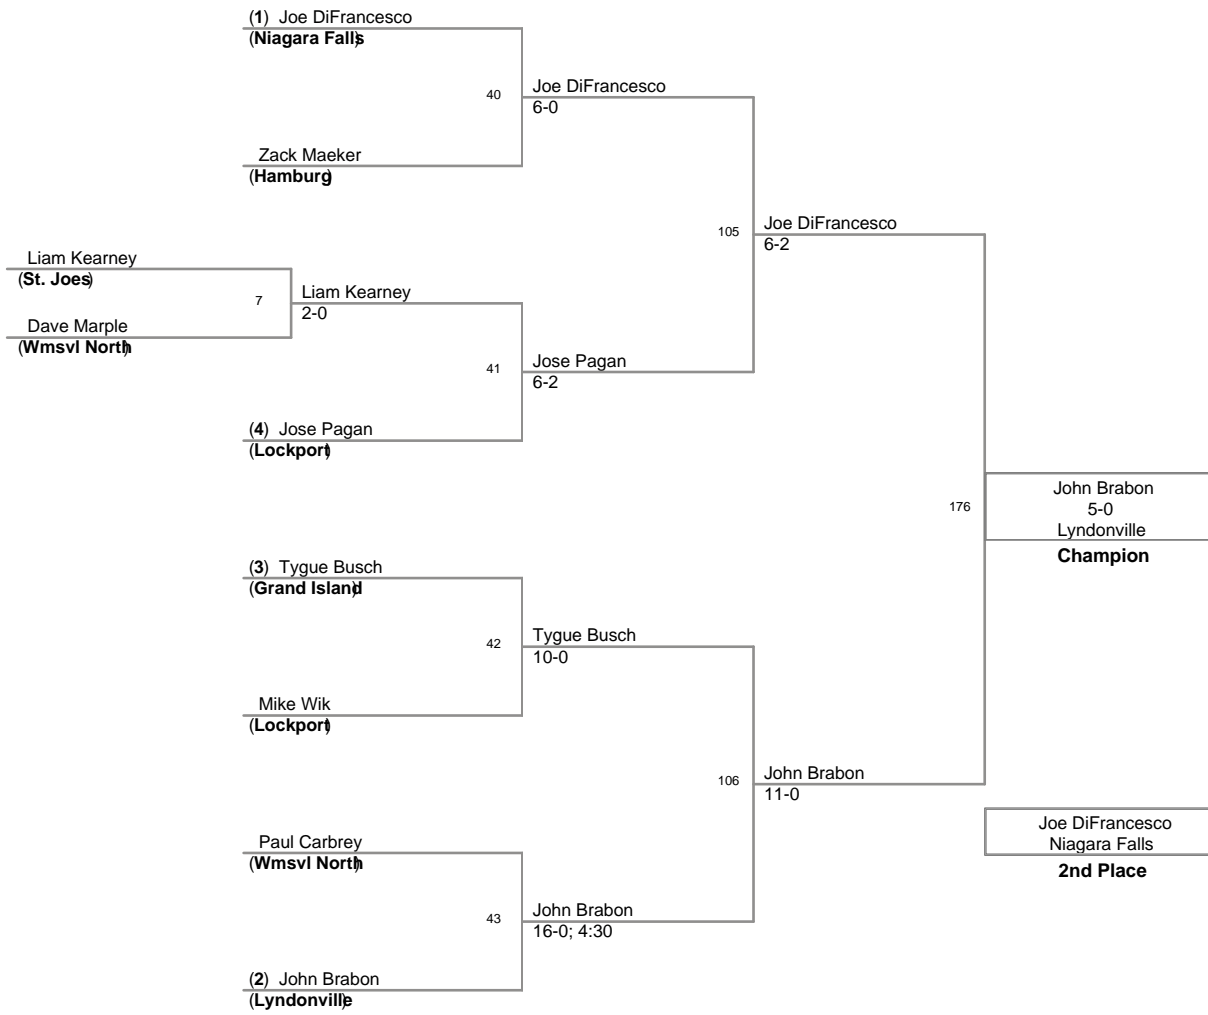 (1) Joe DiFrancesco
(Niagara Falls)
40
Joe DiFrancesco
6-0
Zack Maeker
(Hamburg)
105
Joe DiFrancesco
6-2
Liam Kearney
(St. Joes)
7
Liam Kearney
2-0
Dave Marple
(Wmsvl North)
41
Jose Pagan
6-2
(4) Jose Pagan
(Lockport)
176
John Brabon
5-0
Lyndonville
Champion
(3) Tygue Busch
(Grand Island)
42
Tygue Busch
10-0
Mike Wik
(Lockport)
106
John Brabon
11-0
Paul Carbrey
(Wmsvl North)
43
John Brabon
16-0; 4:30
(2) John Brabon
(Lyndonville)
Joe DiFrancesco
Niagara Falls
2nd Place